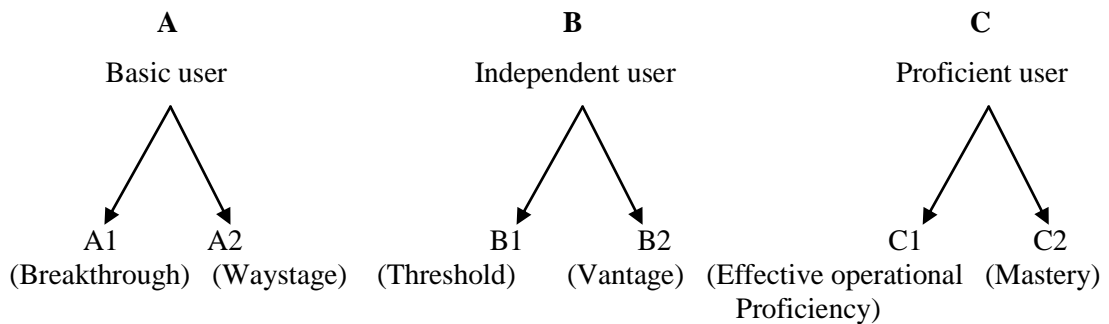 A B C
Basic user Independent user Proficient user
A1 A2 B1 B2 C1 C2
(Breakthrough) (Waystage) (Threshold) (Vantage) (Effective operational (Mastery)
Proficiency)